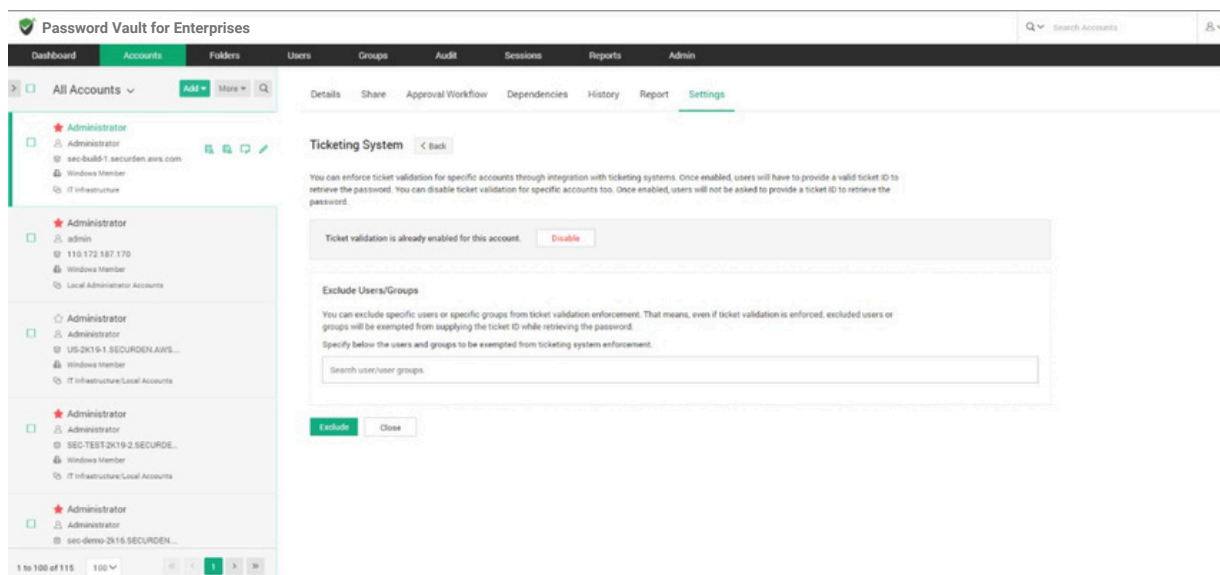 Password Vault for Enterprises
Search Accounts
Dashboard
Accounts
Folders
Users
Groups
Audit
Sessions
Reports
Admin
All Accounts
Add
More
Administrator
Administrator
sec-build-1.securden.aws.com
Windows Member
IT Infrastructure
Administrator
admin
110.172.187.170
Windows Member
Local Administrator Accounts
Administrator
Administrator
US-2K19-1.SECURDEN.AWS...
Windows Member
IT Infrastructure/Local Accounts
Administrator
Administrator
SEC-TEST-2K19-2.SECURDE...
Windows Member
IT Infrastructure/Local Accounts
Administrator
Administrator
sec-demo-2k16.SECURDEN...
1 to 100 of 115
100
1
Details
Share
Approval Workflow
Dependencies
History
Report
Settings
Ticketing System
< Back
You can enforce ticket validation for specific accounts through integration with ticketing systems. Once enabled, users will have to provide a valid ticket ID to
retrieve the password. You can disable ticket validation for specific accounts too. Once enabled, users will not be asked to provide a ticket ID to retrieve the
password.
Ticket validation is already enabled for this account.
Disable
Exclude Users/Groups
You can exclude specific users or specific groups from ticket validation enforcement. That means, even if ticket validation is enforced, excluded users or
groups will be exempted from supplying the ticket ID while retrieving the password.
Specify below the users and groups to be exempted from ticketing system enforcement.
Search user/user groups.
Exclude
Close